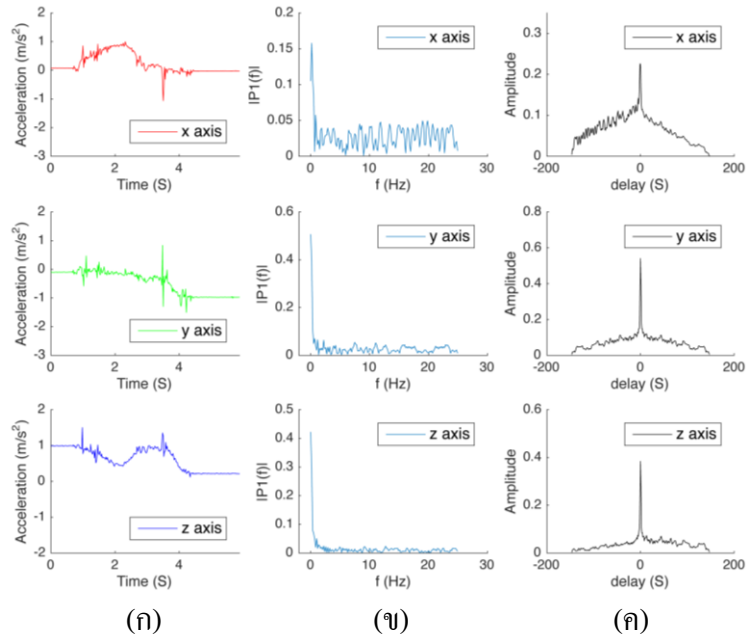 Acceleration (m/s²)
2
1
0
-1
-2
-3
0
2
4
Time (S)
x axis
|P1(f)|
0.2
0.15
0.1
0.05
0
0
10
20
30
f (Hz)
x axis
Amplitude
0.3
0.2
0.1
0
-200
-100
0
100
200
delay (S)
x axis
Acceleration (m/s²)
2
1
0
-1
-2
-3
0
2
4
Time (S)
y axis
|P1(f)|
0.6
0.4
0.2
0
0
10
20
30
f (Hz)
y axis
Amplitude
0.8
0.6
0.4
0.2
0
-200
-100
0
100
200
delay (S)
y axis
Acceleration (m/s²)
2
1
0
-1
-2
0
2
4
Time (S)
z axis
|P1(f)|
0.5
0.4
0.3
0.2
0.1
0
0
10
20
30
f (Hz)
z axis
Amplitude
0.6
0.4
0.2
0
-200
-100
0
100
200
delay (S)
z axis
(ก)
(ข)
(ค)